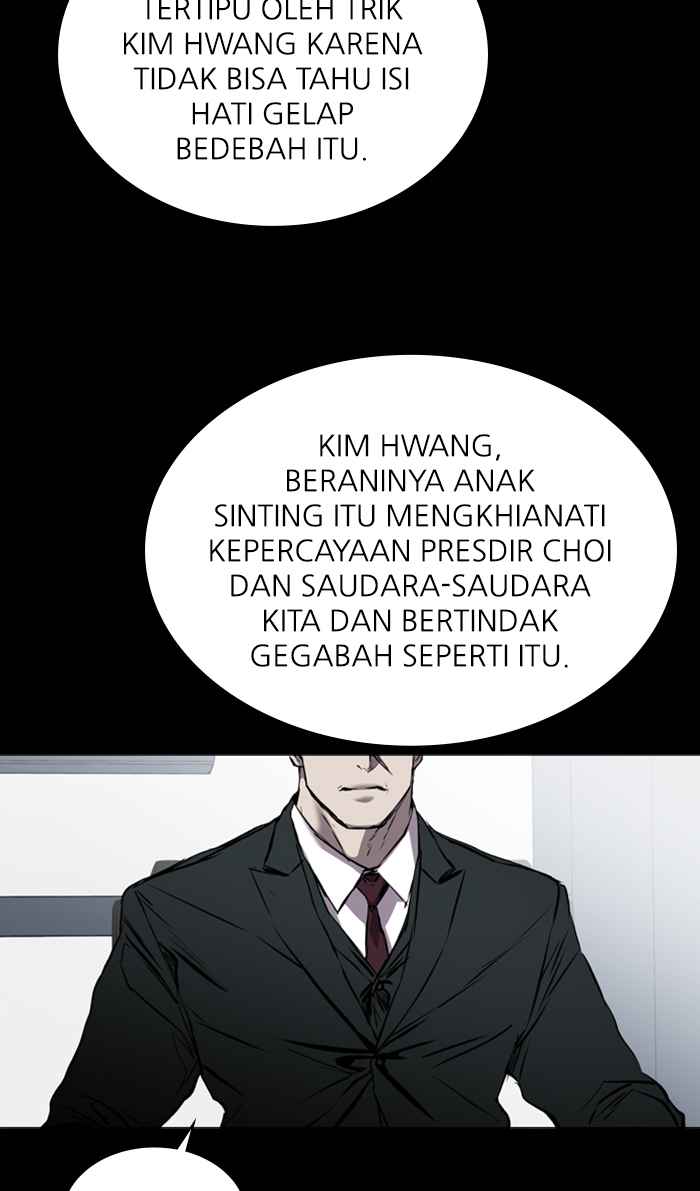 TERTIPU OLEH TRIK
KIM HWANG KARENA
TIDAK BISA TAHU ISI
HATI GELAP
BEDEBAH ITU.
KIM HWANG,
BERANINYA ANAK
SINTING ITU MENGKHIANATI
KEPERCAYAAN PRESDIR CHOI
DAN SAUDARA-SAUDARA
KITA DAN BERTINDAK
GEGABAH SEPERTI ITU.